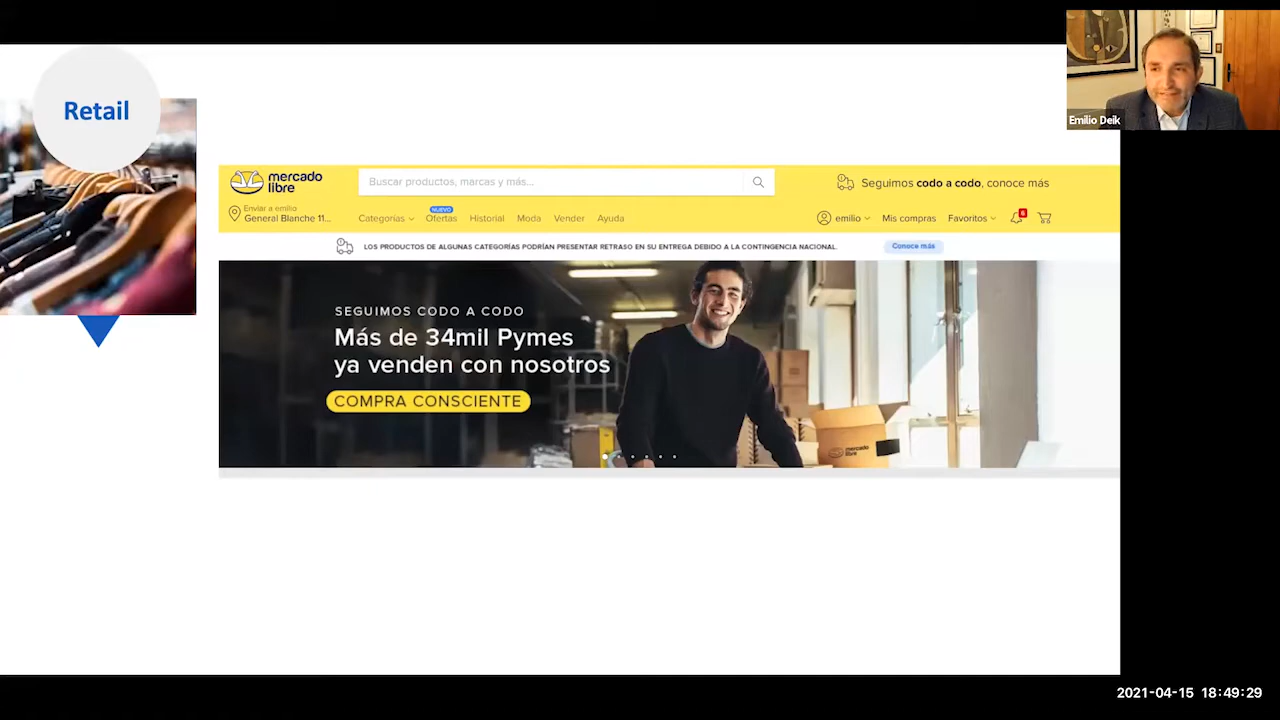 Retail
Emilio Deik
mercado
libre
Buscar productos, marcas y más...
Seguimos codo a codo, conoce más
Enviar a emilio
General Blanche 11...
Categorías
NUEVO
Ofertas
Historial
Moda
Vender
Ayuda
emilio
Mis compras
Favoritos
6
LOS PRODUCTOS DE ALGUNAS CATEGORÍAS PODRÍAN PRESENTAR RETRASO EN SU ENTREGA DEBIDO A LA CONTINGENCIA NACIONAL.
Conoce más
SEGUIMOS CODO A CODO
Más de 34mil Pymes
ya venden con nosotros
COMPRA CONSCIENTE
mercado
libre
2021-04-15 18:49:29